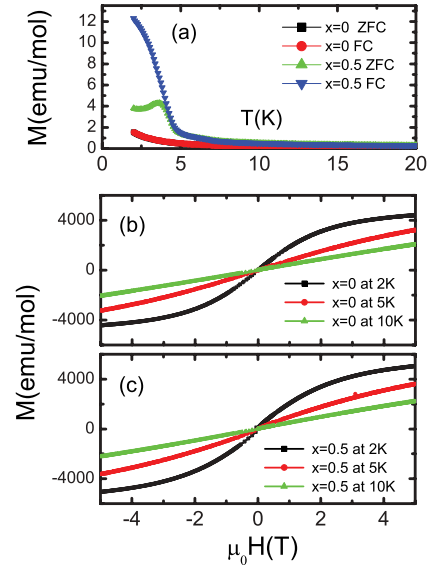 M(emu/mol)
12
10
8
6
4
2
0
(a)
x=0 ZFC
x=0 FC
x=0.5 ZFC
x=0.5 FC
T(K)
0 5 10 15 20
M(emu/mol)
4000
0
-4000
(b)
x=0 at 2K
x=0 at 5K
x=0 at 10K
4000
0
-4000
(c)
x=0.5 at 2K
x=0.5 at 5K
x=0.5 at 10K
-4 -2 0 2 4
μ₀H(T)